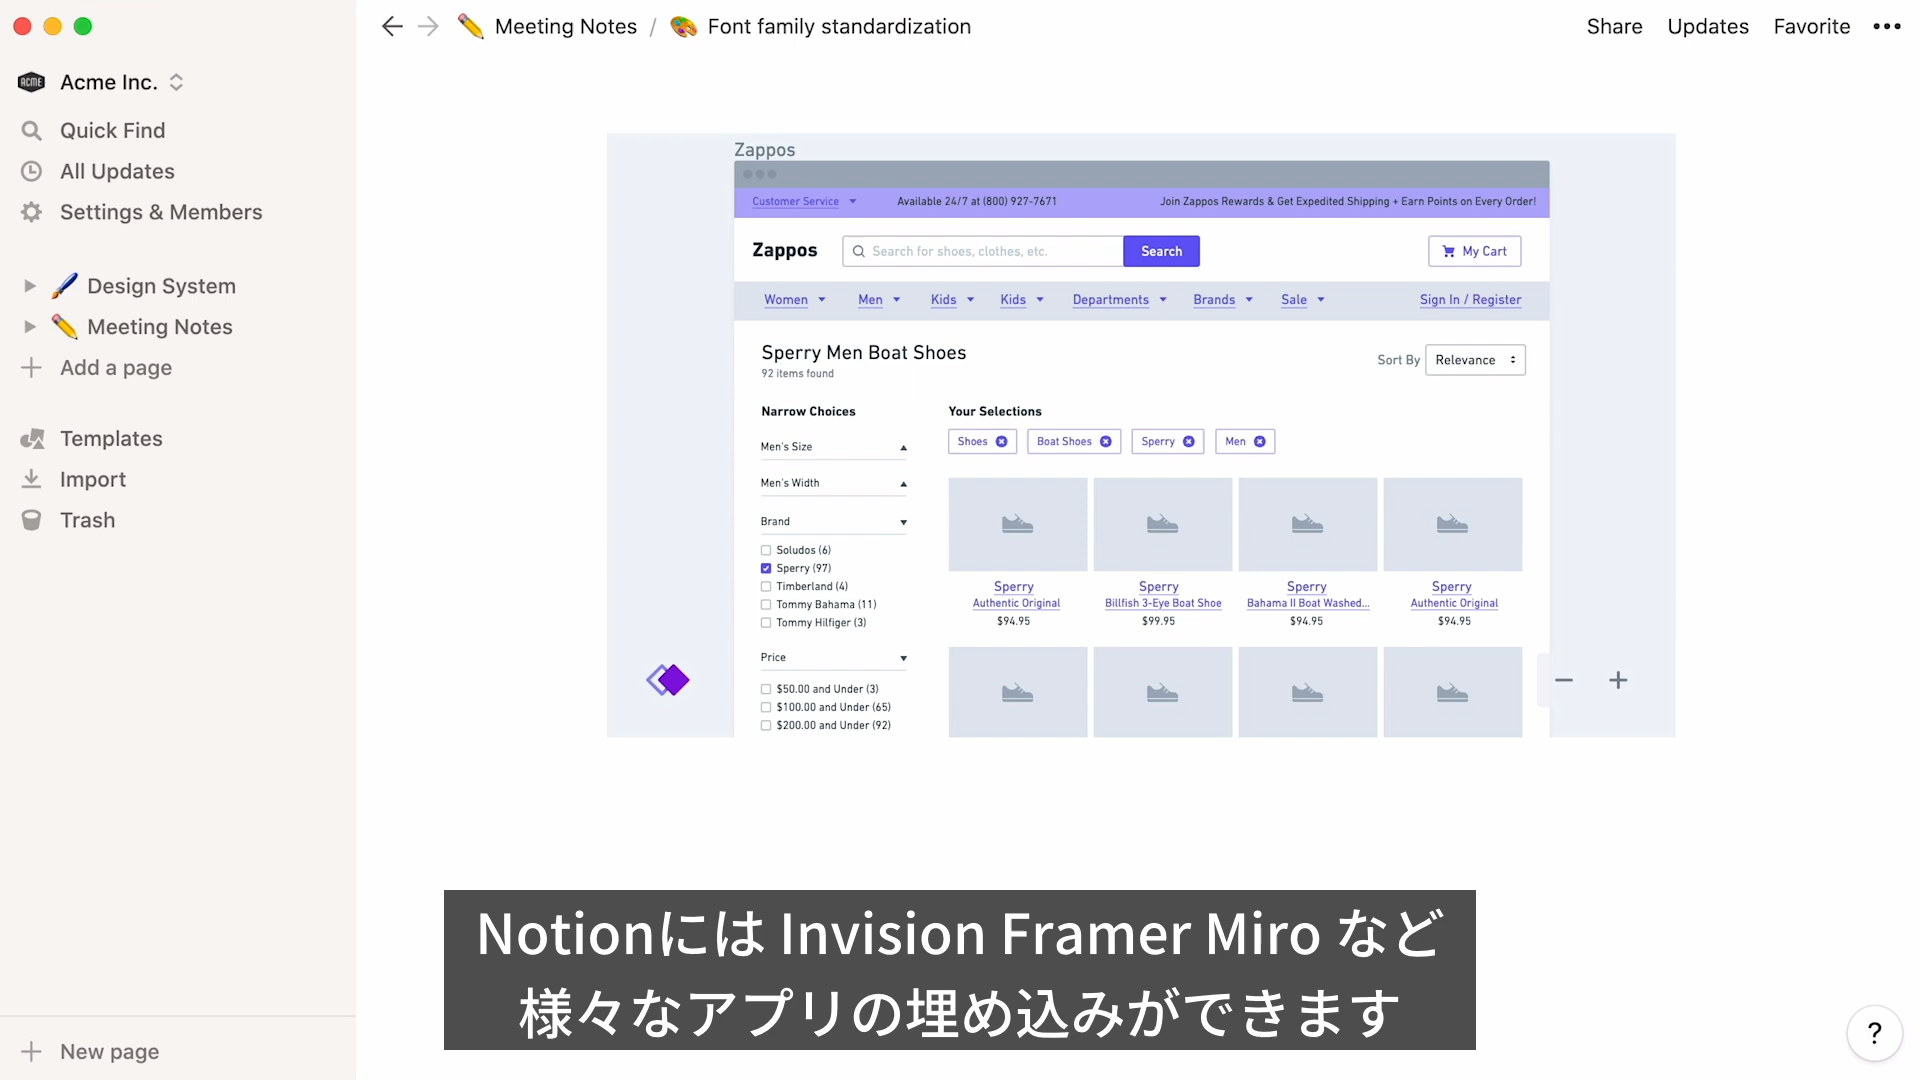 Meeting Notes / Font family standardization
Share Updates Favorite
ACME Acme Inc.
Quick Find
All Updates
Settings & Members
Design System
Meeting Notes
Add a page
Templates
Import
Trash
New page
Zappos
Customer Service Available 24/7 at (800) 927-7671 Join Zappos Rewards & Get Expedited Shipping + Earn Points on Every Order!
Zappos Search for shoes, clothes, etc. Search My Cart
Women Men Kids Kids Departments Brands Sale Sign In / Register
Sperry Men Boat Shoes
92 items found
Sort By Relevance
Narrow Choices
Men's Size
Men's Width
Brand
Soludos (6)
Sperry (97)
Timberland (4)
Tommy Bahama (11)
Tommy Hilfiger (3)
Price
$50.00 and Under (3)
$100.00 and Under (65)
$200.00 and Under (92)
Your Selections
Shoes Boat Shoes Sperry Men
Sperry Sperry Sperry Sperry
Authentic Original Billfish 3-Eye Boat Shoe Bahama II Boat Washed... Authentic Original
$94.95 $99.95 $94.95 $94.95
Notionには Invision Framer Miro など
様々なアプリの埋め込みができます
?